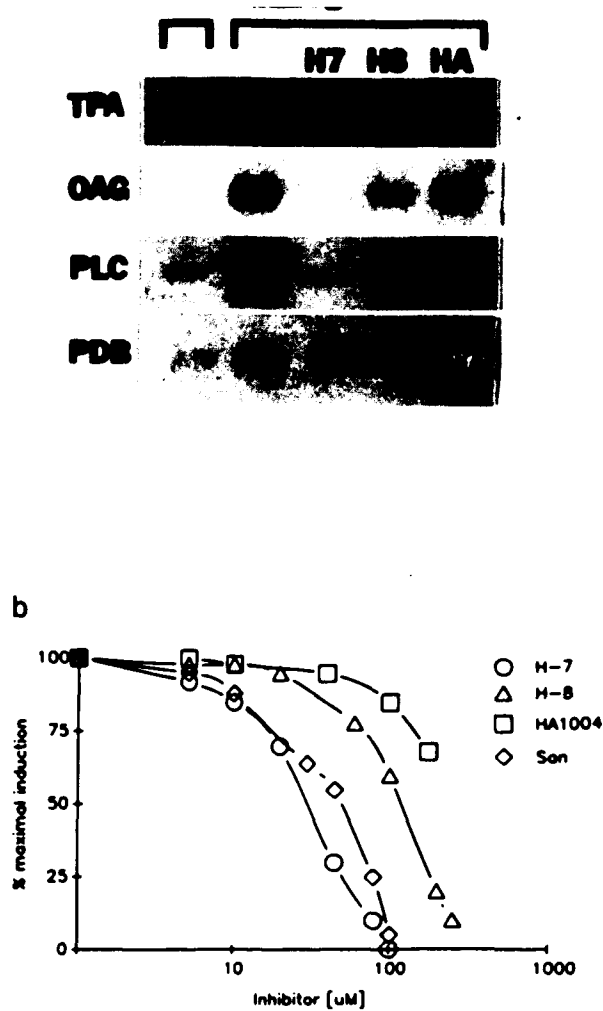 H7 H8 HA
TPA
OAG
PLC
PDB
b
100
75
50
25
0
% maximal induction
10 100 1000
Inhibitor [uM]
H-7
H-8
HA1004
San